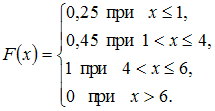 F(x) = { 0,25 при x ≤ 1,
0,45 при 1 < x ≤ 4,
1 при 4 < x ≤ 6,
0 при x > 6.